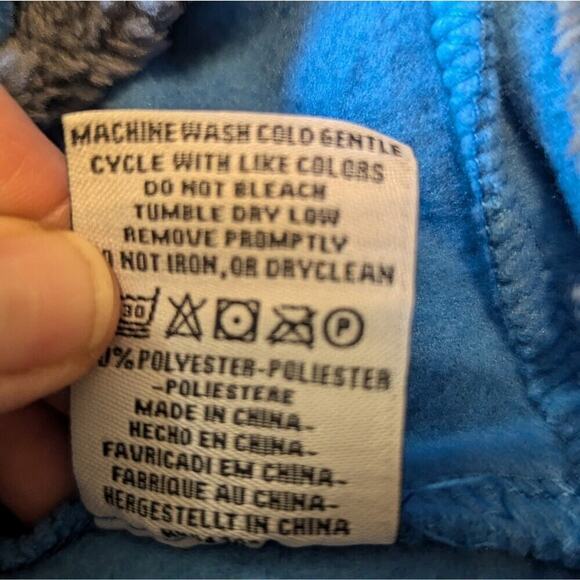 MACHINE WASH COLD GENTLE
CYCLE WITH LIKE COLORS
DO NOT BLEACH
TUMBLE DRY LOW
REMOVE PROMPTLY
O NOT IRON, OR DRYCLEAN
30 P
0% POLYESTER-POLIESTER
-POLIESTERE
MADE IN CHINA-
HECHO EN CHINA-
FAVRICADI EM CHINA-
FABRIQUE AU CHINA-
HERGESTELLT IN CHINA